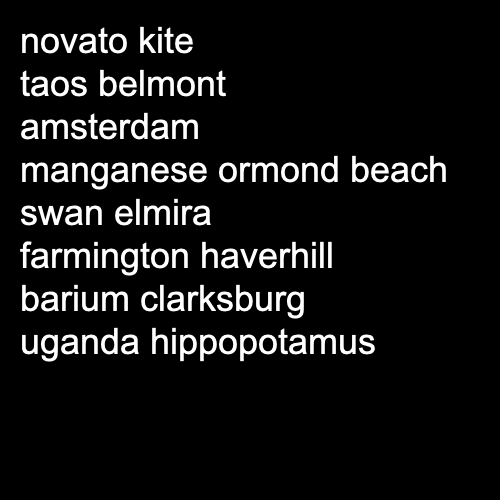 novato kite
taos belmont
amsterdam
manganese ormond beach
swan elmira
farmington haverhill
barium clarksburg
uganda hippopotamus